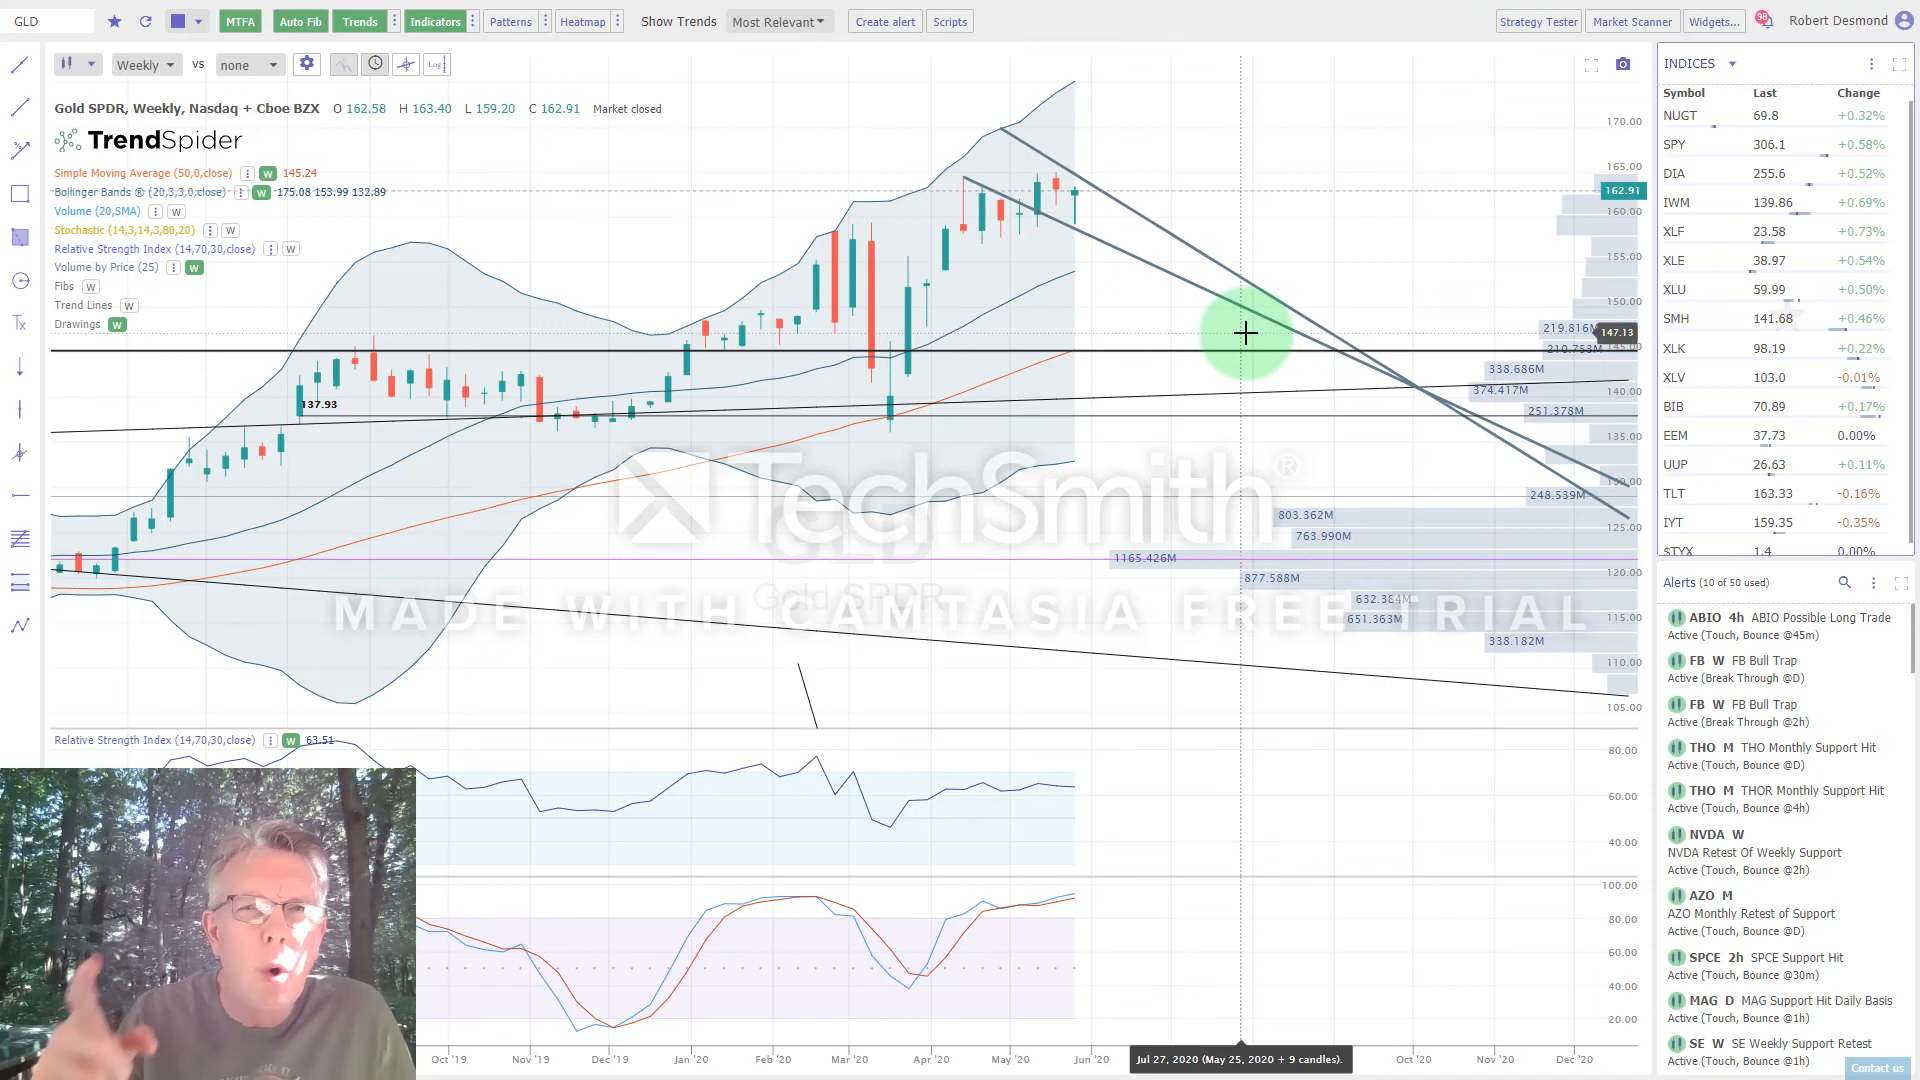 GLD MTFA Auto Fib Trends Indicators Patterns Heatmap Show Trends Most Relevant Create alert Scripts Strategy Tester Market Scanner Widgets... 98 Robert Desmond
Weekly vs none Log
Gold SPDR, Weekly, Nasdaq + Cboe BZX O 162.58 H 163.40 L 159.20 C 162.91 Market closed
TrendSpider
Simple Moving Average (50,0,close) W 145.24
Bollinger Bands ® (20,3,3,0,close) W 175.08 153.99 132.89
Volume (20,SMA) W
Stochastic (14,3,14,3,80,20) W
Relative Strength Index (14,70,30,close) W
Volume by Price (25) W
Fibs W
Trend Lines W
Drawings W
137.93
170.00
165.00
162.91
160.00
155.00
150.00
219.816M 147.13
210.753M 145.00
338.686M
374.417M 140.00
251.378M
135.00
130.00
248.539M
803.362M 125.00
763.990M
1165.426M
877.588M 120.00
632.384M
651.363M 115.00
338.182M
110.00
105.00
TechSmith®
GLD
Gold SPDR
MADE WITH CAMTASIA FREE TRIAL
Relative Strength Index (14,70,30,close) W 63.51
80.00
60.00
40.00
100.00
80.00
60.00
40.00
20.00
Oct '19 Nov '19 Dec '19 Jan '20 Feb '20 Mar '20 Apr '20 May '20 Jun '20 Jul 27, 2020 (May 25, 2020 + 9 candles). Oct '20 Nov '20 Dec '20
INDICES
Symbol Last Change
NUGT 69.8 +0.32%
SPY 306.1 +0.58%
DIA 255.6 +0.52%
IWM 139.86 +0.69%
XLF 23.58 +0.73%
XLE 38.97 +0.54%
XLU 59.99 +0.50%
SMH 141.68 +0.46%
XLK 98.19 +0.22%
XLV 103.0 -0.01%
BIB 70.89 +0.17%
EEM 37.73 0.00%
UUP 26.63 +0.11%
TLT 163.33 -0.16%
IYT 159.35 -0.35%
$TYX 1.4 0.00%
Alerts (10 of 50 used)
ABIO 4h ABIO Possible Long Trade
Active (Touch, Bounce @45m)
FB W FB Bull Trap
Active (Break Through @D)
FB W FB Bull Trap
Active (Break Through @2h)
THO M THO Monthly Support Hit
Active (Touch, Bounce @D)
THO M THOR Monthly Support Hit
Active (Touch, Bounce @4h)
NVDA W
NVDA Retest Of Weekly Support
Active (Touch, Bounce @2h)
AZO M
AZO Monthly Retest of Support
Active (Touch, Bounce @D)
SPCE 2h SPCE Support Hit
Active (Touch, Bounce @30m)
MAG D MAG Support Hit Daily Basis
Active (Touch, Bounce @1h)
SE W SE Weekly Support Retest
Active (Touch, Bounce @1h)
Contact us